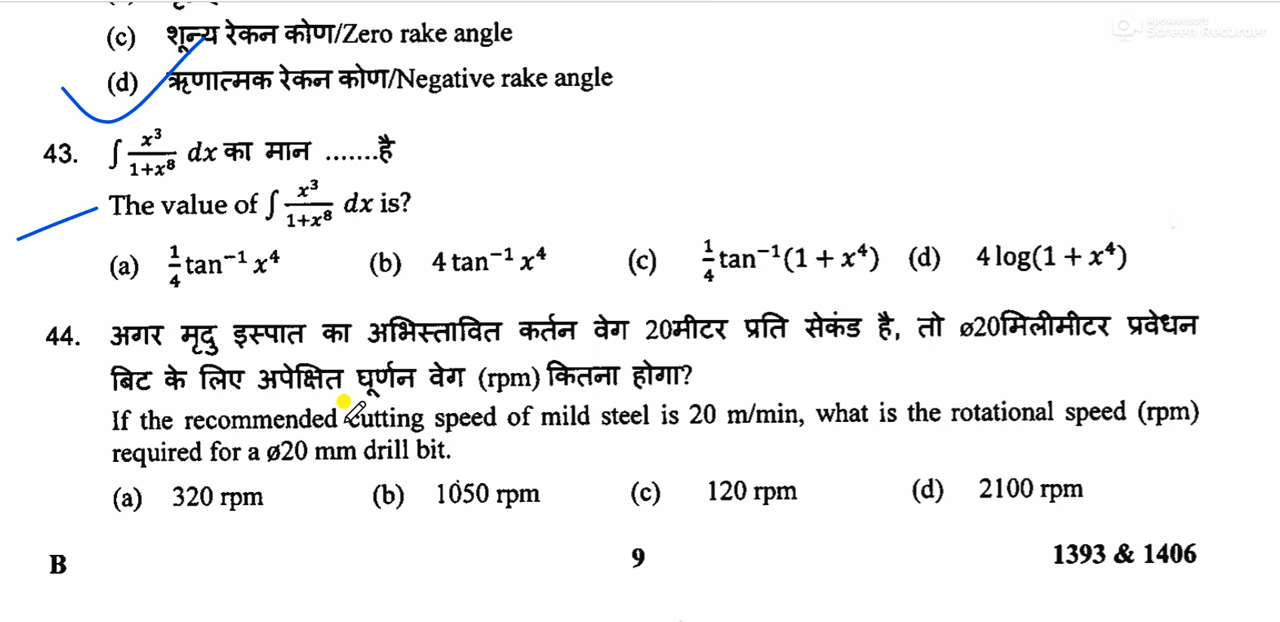 (c) शून्य रेकन कोण/Zero rake angle
(d) ऋणात्मक रेकन कोण/Negative rake angle
43. ∫ x³/(1+x⁸) dx का मान .......है
The value of ∫ x³/(1+x⁸) dx is?
(a) ¼ tan⁻¹ x⁴ (b) 4 tan⁻¹ x⁴ (c) ¼ tan⁻¹(1 + x⁴) (d) 4 log(1 + x⁴)
44. अगर मृदु इस्पात का अभिस्तावित कर्तन वेग 20मीटर प्रति सेकंड है, तो ø20मिलीमीटर प्रवेधन
बिट के लिए अपेक्षित घूर्णन वेग (rpm) कितना होगा?
If the recommended cutting speed of mild steel is 20 m/min, what is the rotational speed (rpm)
required for a ø20 mm drill bit.
(a) 320 rpm (b) 1050 rpm (c) 120 rpm (d) 2100 rpm
B 9 1393 & 1406
Apowersoft
Screen Recorder